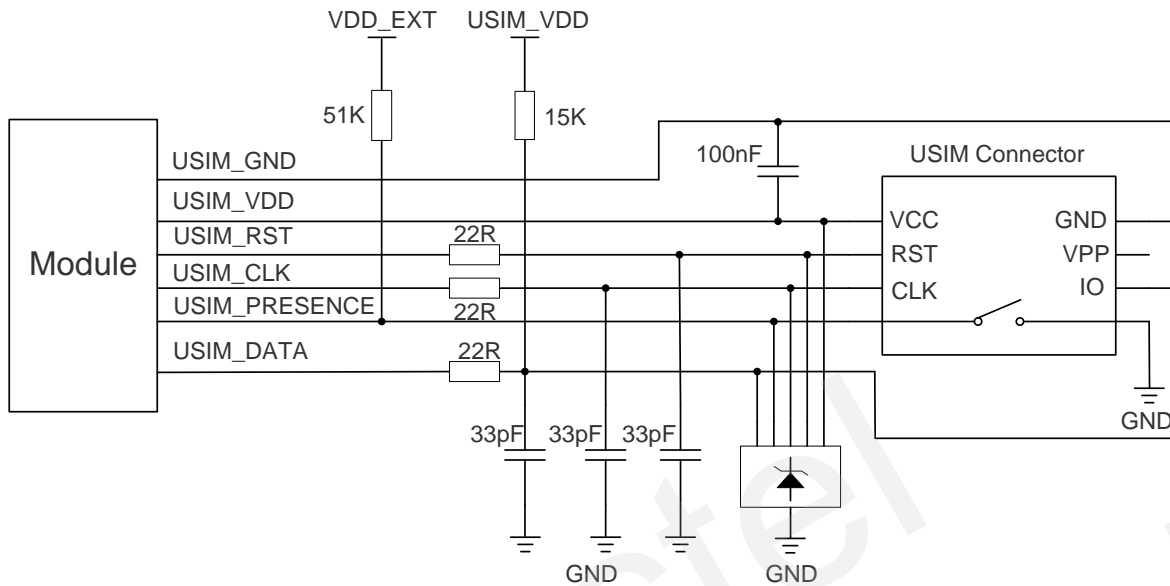 VDD_EXT
USIM_VDD
51K
15K
100nF
USIM Connector
Module
USIM_GND
USIM_VDD
USIM_RST
22R
USIM_CLK
22R
USIM_PRESENCE
USIM_DATA
22R
VCC
GND
RST
VPP
CLK
IO
GND
33pF
33pF
33pF
GND
GND
ctel